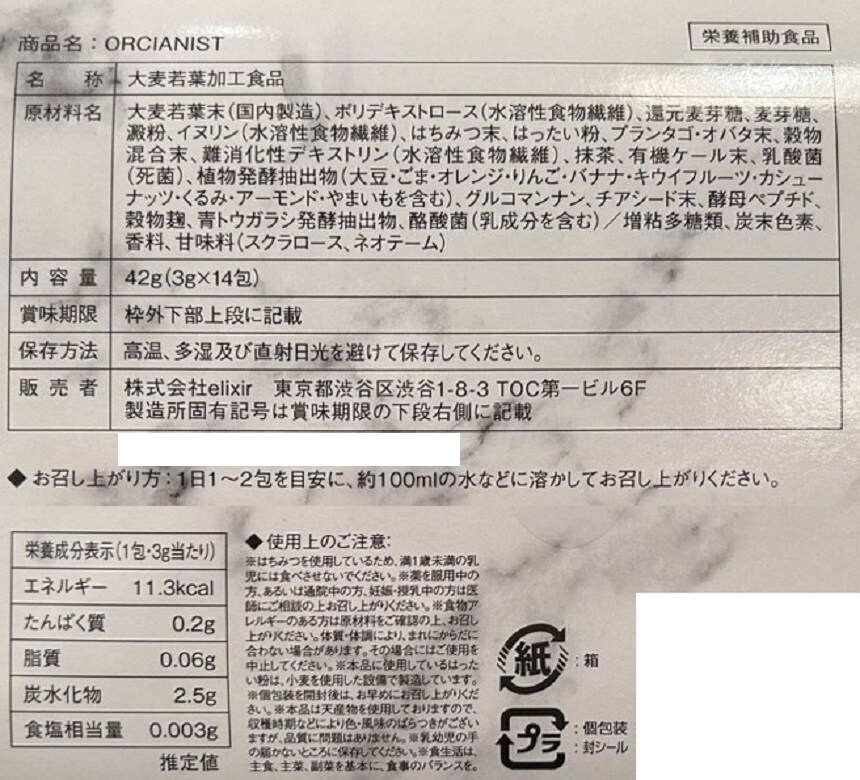 商品名：ORCIANIST
栄養補助食品
名 称 大麦若葉加工食品
原材料名 大麦若葉末(国内製造)、ポリデキストロース(水溶性食物繊維)、還元麦芽糖、麦芽糖、
澱粉、イヌリン(水溶性食物繊維)、はちみつ末、はったい粉、プランタゴ・オバタ末、穀物
混合末、難消化性デキストリン(水溶性食物繊維)、抹茶、有機ケール末、乳酸菌
(死菌)、植物発酵抽出物(大豆・ごま・オレンジ・りんご・バナナ・キウイフルーツ・カシュー
ナッツ・くるみ・アーモンド・やまいもを含む)、グルコマンナン、チアシード末、酵母ペプチド、
穀物麹、青トウガラシ発酵抽出物、酪酸菌(乳成分を含む)／増粘多糖類、炭末色素、
香料、甘味料(スクラロース、ネオテーム)
内容量 42g(3g×14包)
賞味期限 枠外下部上段に記載
保存方法 高温、多湿及び直射日光を避けて保存してください。
販売者 株式会社elixir 東京都渋谷区渋谷1-8-3 TOC第一ビル6F
製造所固有記号は賞味期限の下段右側に記載
◆お召し上がり方：1日1～2包を目安に、約100mlの水などに溶かしてお召し上がりください。
栄養成分表示(1包・3g当たり)
エネルギー 11.3kcal
たんぱく質 0.2g
脂質 0.06g
炭水化物 2.5g
食塩相当量 0.003g
推定値
◆使用上のご注意：
※はちみつを使用しているため、満1歳未満の乳
児には食べさせないでください。※薬を服用中の
方、あるいは通院中の方、妊娠・授乳中の方は医
師にご相談の上お召し上がりください。※食物ア
レルギーのある方は原材料をご確認の上、お召し
上がりください。体質・体調により、まれにからだに
合わない場合があります。その場合にはご使用を
中止してください。※本品に使用しているはった
い粉は、小麦を使用した設備で製造しています。
※個包装を開封後は、お早めにお召し上がりくだ
さい。※本品は天産物を使用しておりますので、
収穫時期などにより色・風味のばらつきがござい
ますが、品質に問題はありません。※乳幼児の手
の届かないところに保存してください。※食生活は、
主食、主菜、副菜を基本に、食事のバランスを。
紙：箱
プラ：個包装
：封シール